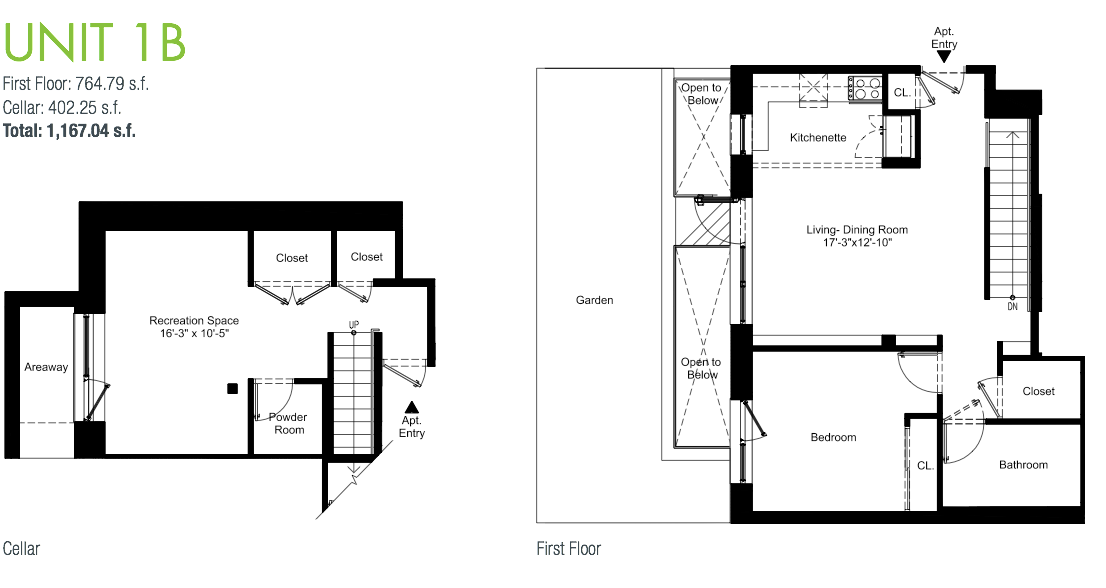 UNIT 1B
First Floor: 764.79 s.f.
Cellar: 402.25 s.f.
Total: 1,167.04 s.f.
Closet
Closet
Recreation Space
16'-3" x 10'-5"
UP
Areaway
Powder
Room
Apt.
Entry
Cellar
Apt.
Entry
Open to
Below
CL.
Kitchenette
Living- Dining Room
17'-3"x12'-10"
Garden
DN
Open to
Below
Closet
Bedroom
CL.
Bathroom
First Floor